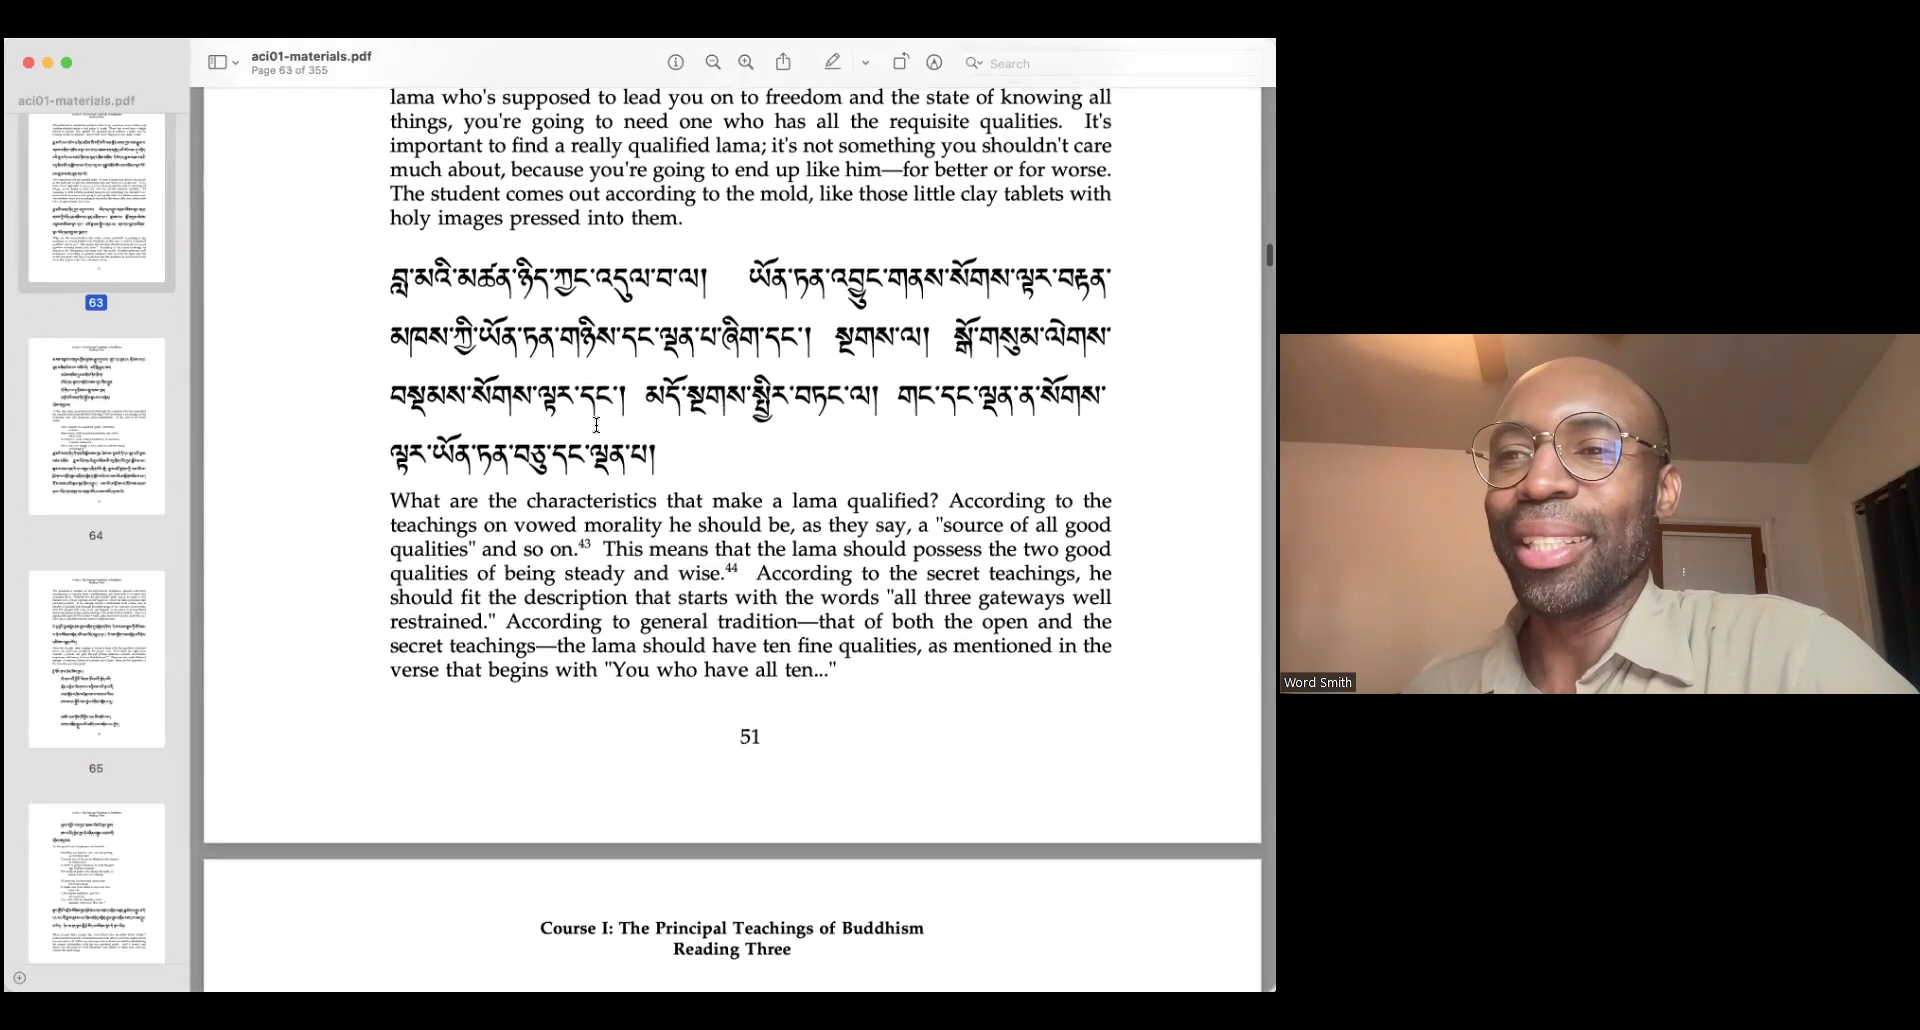 aci01-materials.pdf
Page 63 of 355
Search
aci01-materials.pdf
63
64
65
lama who's supposed to lead you on to freedom and the state of knowing all
things, you're going to need one who has all the requisite qualities. It's
important to find a really qualified lama; it's not something you shouldn't care
much about, because you're going to end up like him—for better or for worse.
The student comes out according to the mold, like those little clay tablets with
holy images pressed into them.
བླ་མའི་མཚན་ཉིད་ཀྱང་འདུལ་བ་ལ། ཡོན་ཏན་འབྱུང་གནས་སོགས་ལྟར་བརྟན་
མཁས་ཀྱི་ཡོན་ཏན་གཉིས་དང་ལྡན་པ་ཞིག་དང་། སྔགས་ལ། སྒོ་གསུམ་ལེགས་
བསྡམས་སོགས་ལྟར་དང་། མདོ་སྔགས་སྤྱིར་བཏང་ལ། གང་དང་ལྡན་ན་སོགས་
ལྟར་ཡོན་ཏན་བཅུ་དང་ལྡན་པ།
What are the characteristics that make a lama qualified? According to the
teachings on vowed morality he should be, as they say, a "source of all good
qualities" and so on.43 This means that the lama should possess the two good
qualities of being steady and wise.44 According to the secret teachings, he
should fit the description that starts with the words "all three gateways well
restrained." According to general tradition—that of both the open and the
secret teachings—the lama should have ten fine qualities, as mentioned in the
verse that begins with "You who have all ten..."
51
Course I: The Principal Teachings of Buddhism
Reading Three
Word Smith